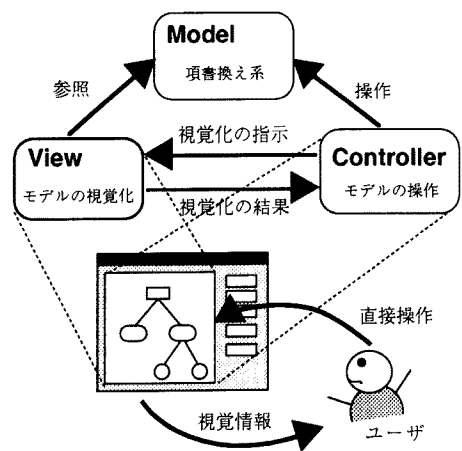 Model
項書換え系
参照
操作
視覚化の指示
View
モデルの視覚化
Controller
モデルの操作
視覚化の結果
直接操作
視覚情報
ユーザ